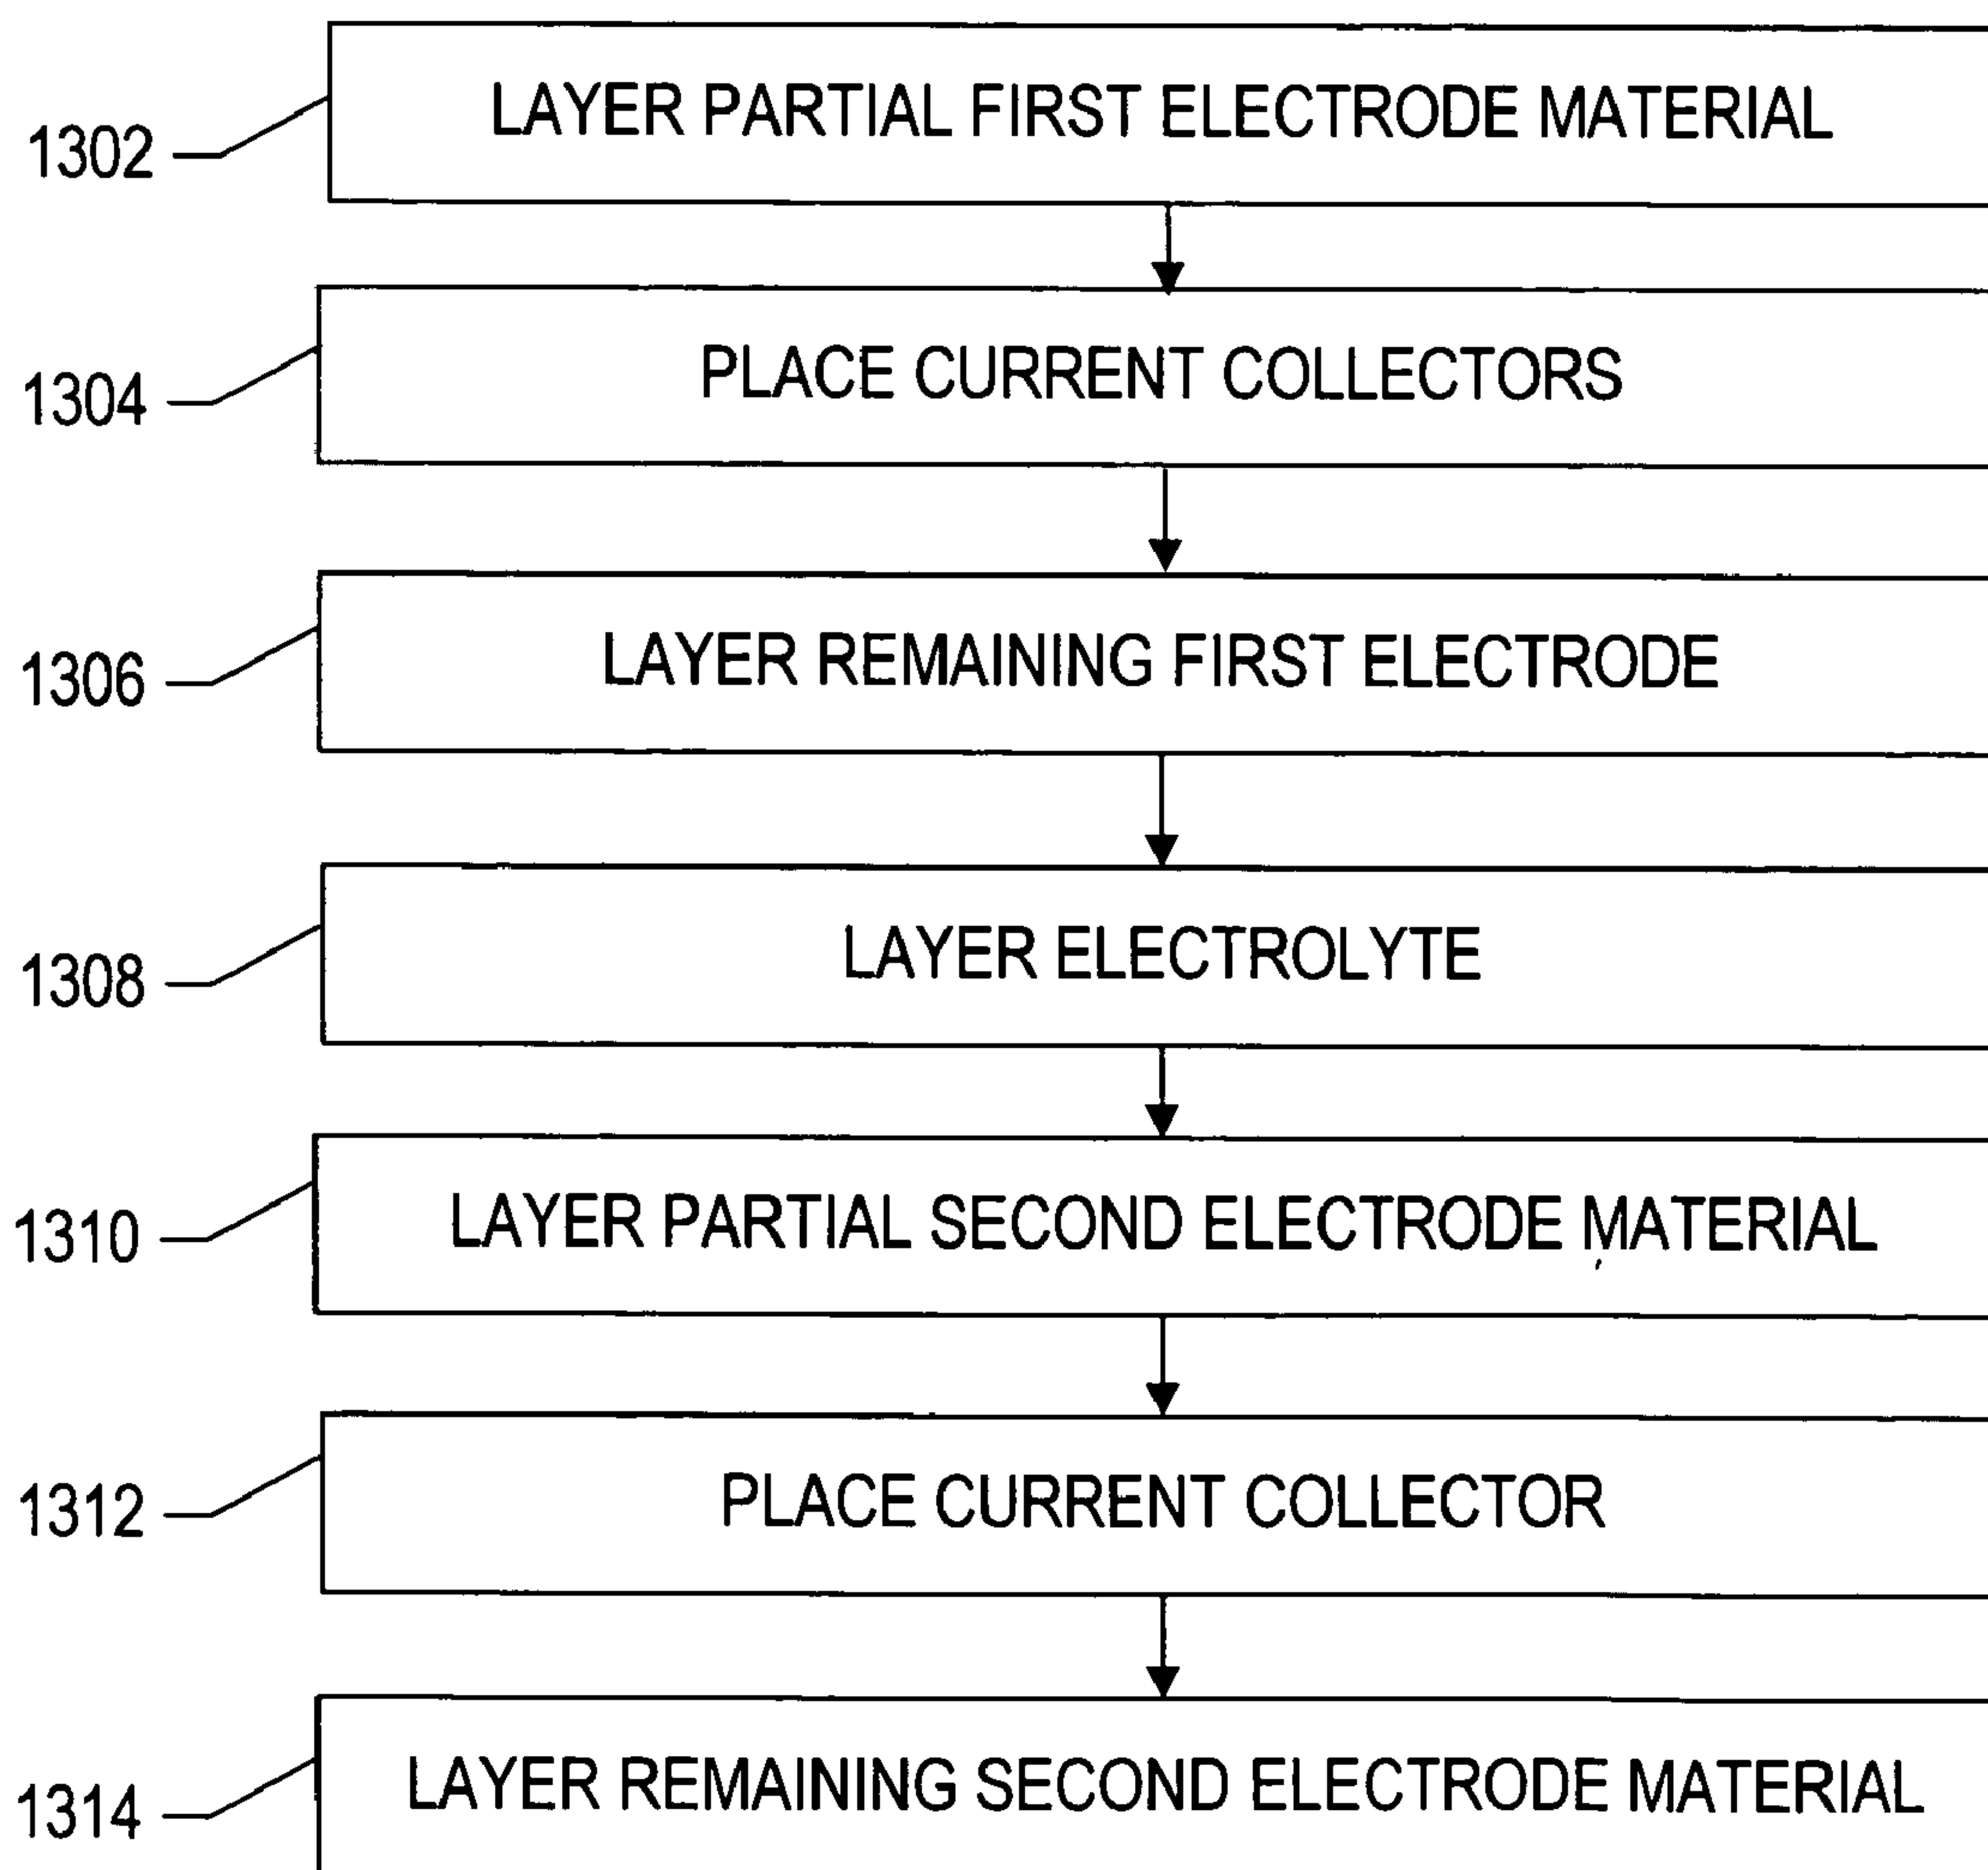 LAYER PARTIAL FIRST ELECTRODE MATERIAL
1302
PLACE CURRENT COLLECTORS
1304
LAYER REMAINING FIRST ELECTRODE
1306
LAYER ELECTROLYTE
1308
LAYER PARTIAL SECOND ELECTRODE MATERIAL
1310
PLACE CURRENT COLLECTOR
1312
LAYER REMAINING SECOND ELECTRODE MATERIAL
1314